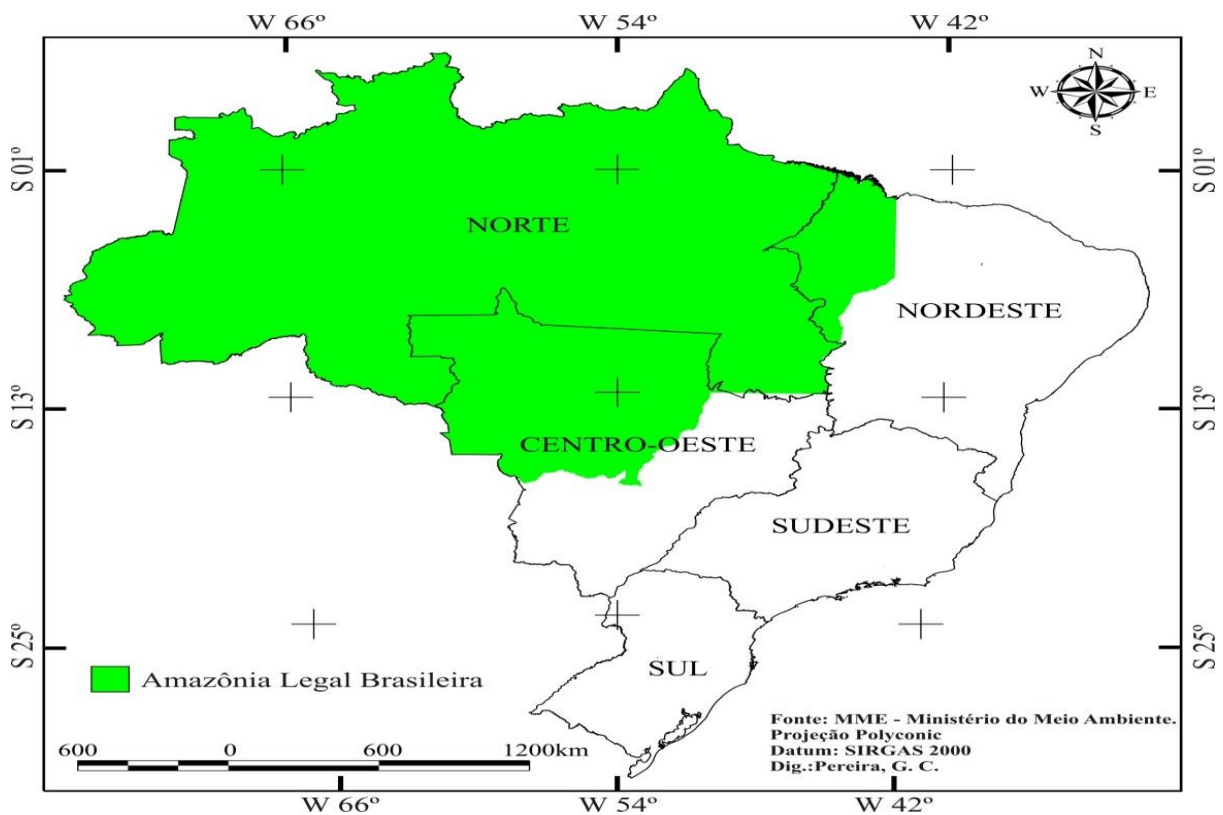 W 66º
W 54º
W 42º
N
W
E
S
S 01º
S 01º
NORTE
NORDESTE
S 13º
S 13º
CENTRO-OESTE
SUDESTE
S 25º
S 25º
SUL
Amazônia Legal Brasileira
Fonte: MME - Ministério do Meio Ambiente.
Projeção Polyconic
Datum: SIRGAS 2000
Dig.:Pereira, G. C.
600 0 600 1200km
W 66º
W 54º
W 42º